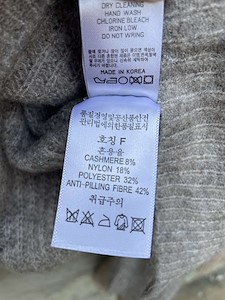 DRY CLEANING
HAND WASH
CHLORINE BLEACH
IRON LOW
DO NOT WRING
MADE IN KOREA
품질경영및공산품안전
관리법에의한품질표시
호칭 F
혼용율
CASHMERE 8%
NYLON 18%
POLYESTER 32%
ANTI-PILLING FIBRE 42%
취급주의